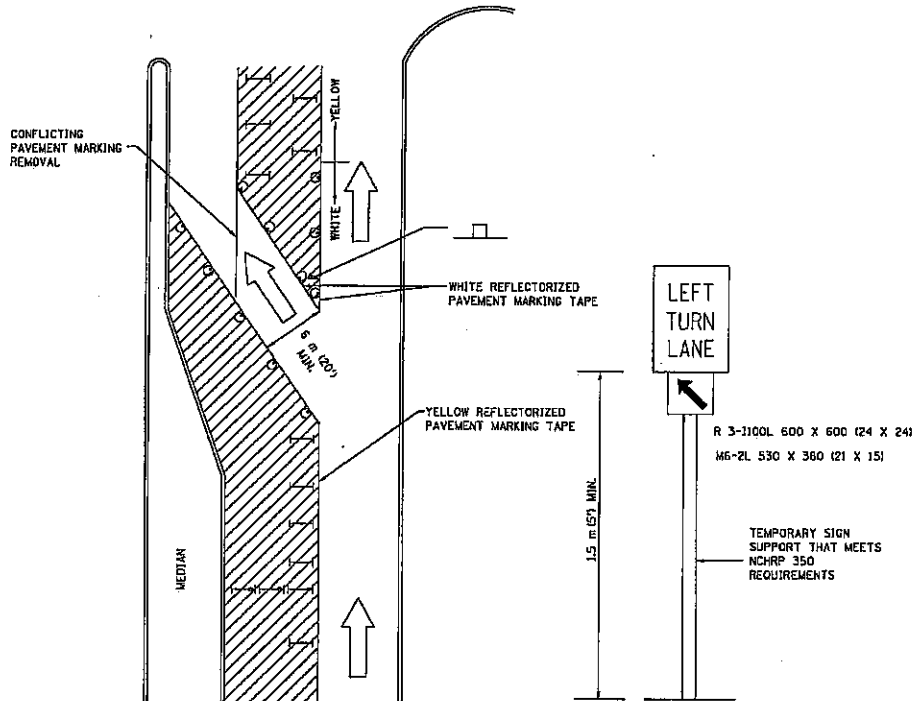 CONFLICTING
PAVEMENT MARKING
REMOVAL
YELLOW
WHITE
WHITE REFLECTORIZED
PAVEMENT MARKING TAPE
6 m (20')
MIN.
YELLOW REFLECTORIZED
PAVEMENT MARKING TAPE
MEDIAN
LEFT
TURN
LANE
R 3-I100L 600 X 600 (24 X 24)
M6-2L 530 X 380 (21 X 15)
1.5 m (5') MIN.
TEMPORARY SIGN
SUPPORT THAT MEETS
NCHRP 350
REQUIREMENTS